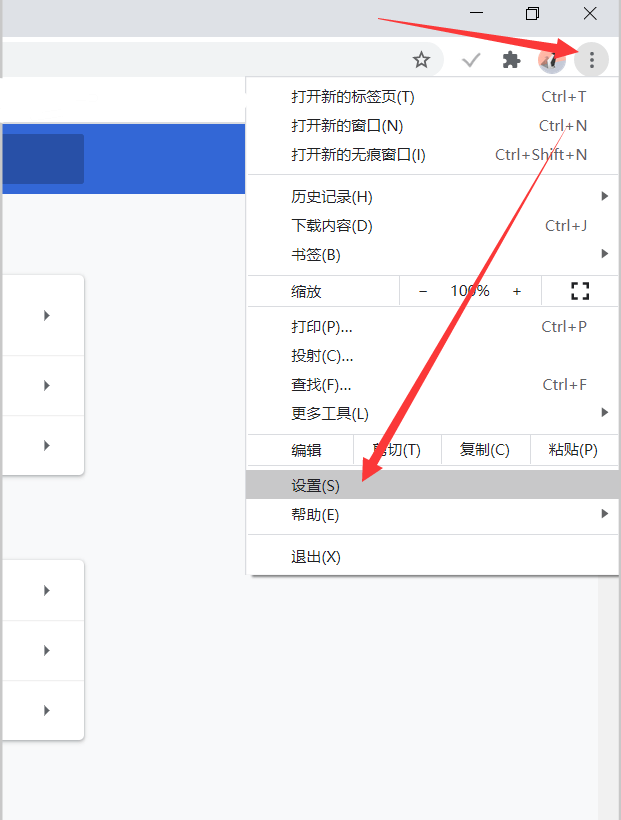 打开新的标签页(T) Ctrl+T
打开新的窗口(N) Ctrl+N
打开新的无痕窗口(I) Ctrl+Shift+N
历史记录(H)
下载内容(D) Ctrl+J
书签(B)
缩放 − 100% +
打印(P)... Ctrl+P
投射(C)...
查找(F)... Ctrl+F
更多工具(L)
编辑 剪切(T) 复制(C) 粘贴(P)
设置(S)
帮助(E)
退出(X)